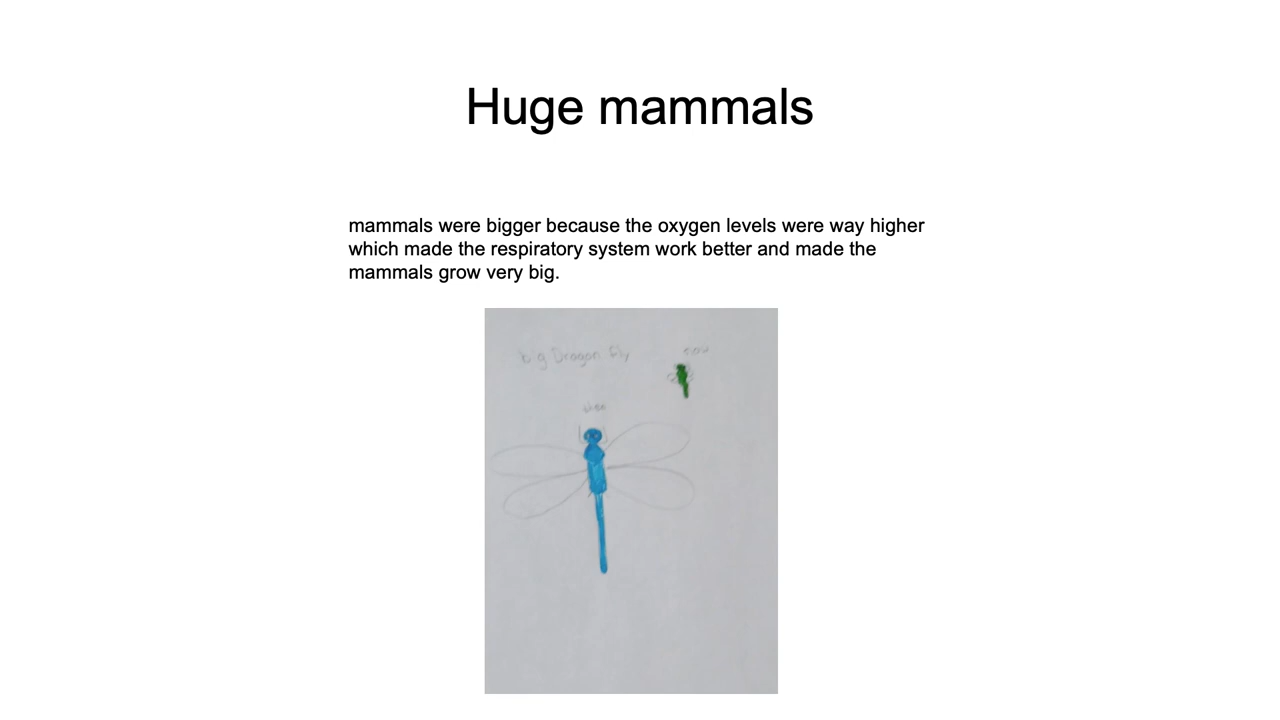 Huge mammals
mammals were bigger because the oxygen levels were way higher
which made the respiratory system work better and made the
mammals grow very big.
big Dragon fly
now